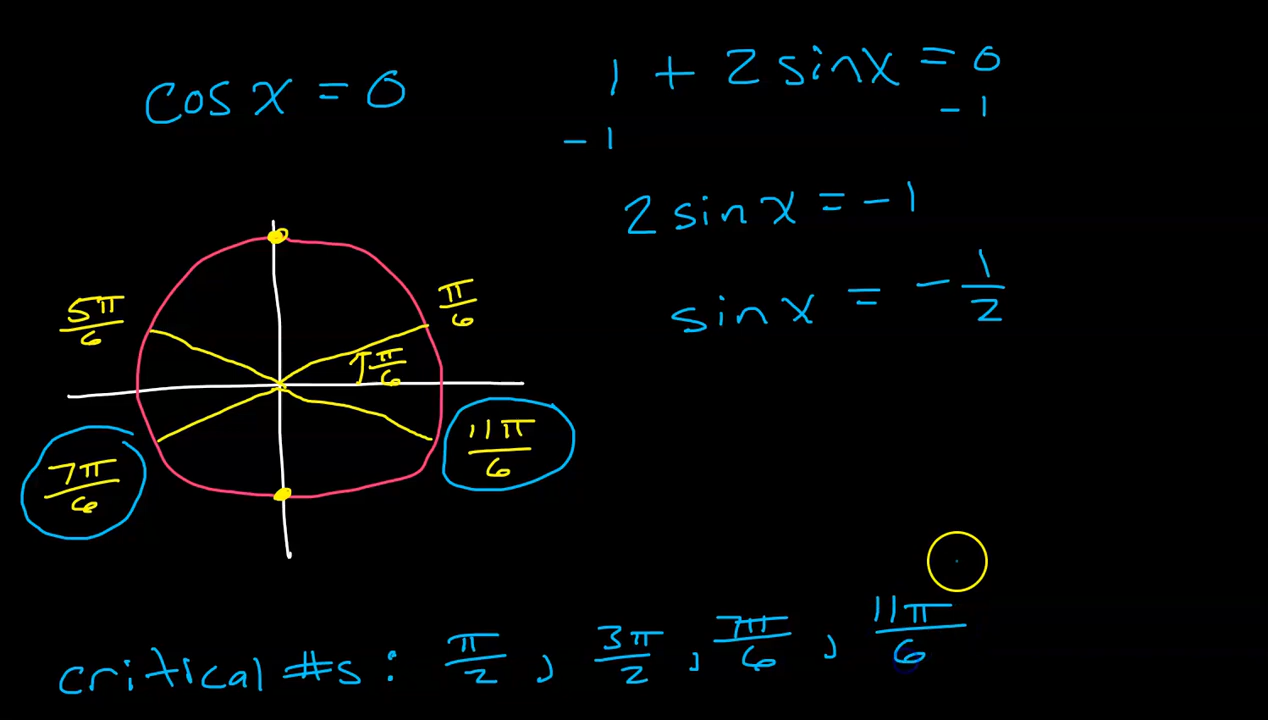 cos x = 0
1 + 2 sin x = 0
- 1 - 1
2 sin x = - 1
sin x = - 1/2
5π/6
π/6
π/6
7π/6
11π/6
critical #s : π/2 , 3π/2 , 7π/6 , 11π/6